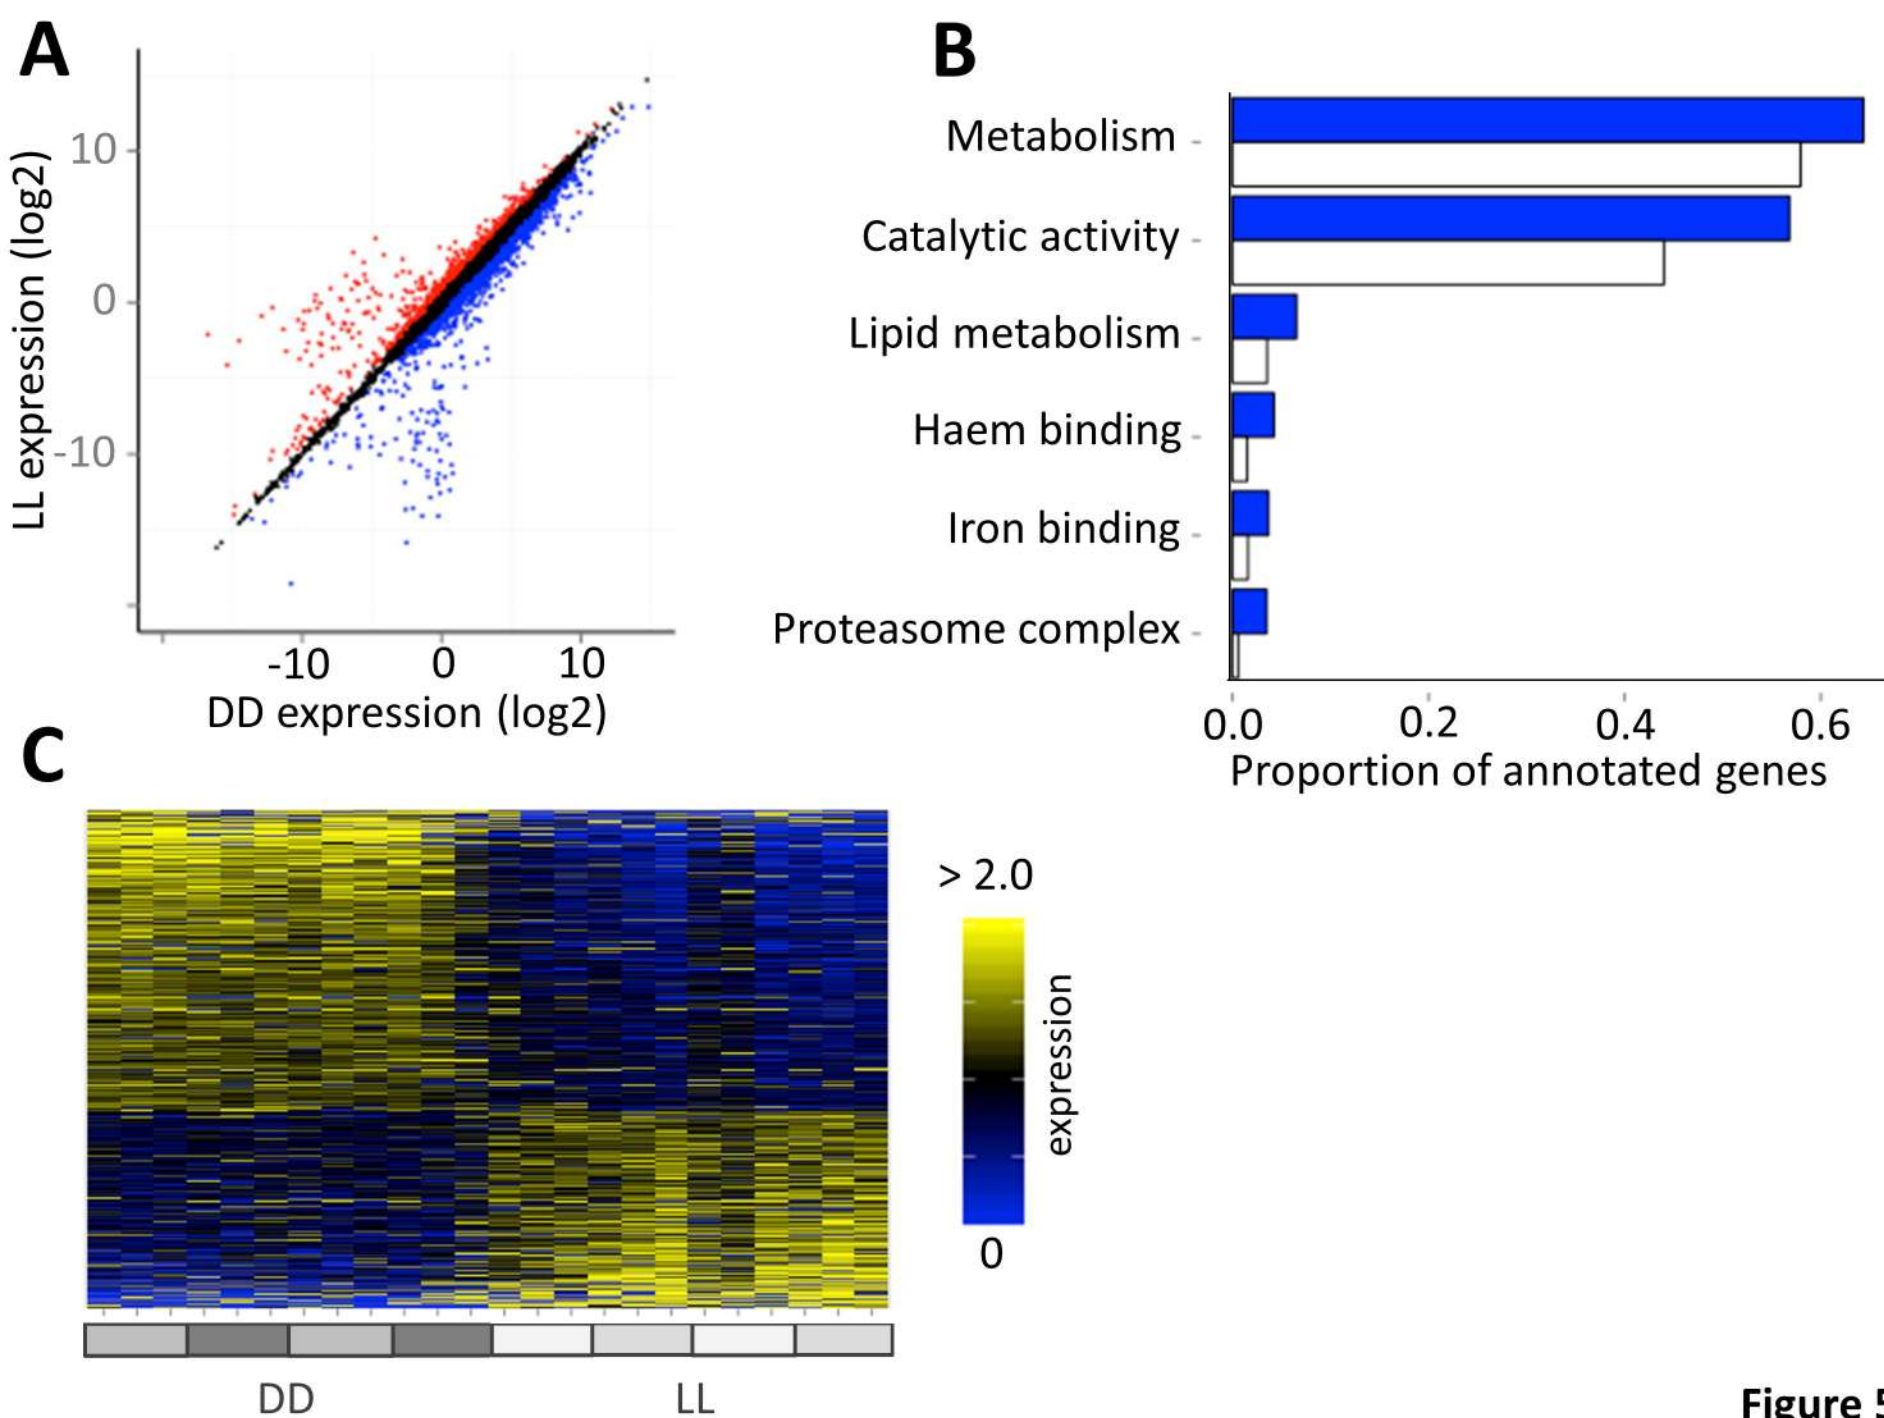 A
LL expression (log2)
10
0
-10
-10 0 10
DD expression (log2)
B
Metabolism
Catalytic activity
Lipid metabolism
Haem binding
Iron binding
Proteasome complex
0.0 0.2 0.4 0.6
Proportion of annotated genes
C
> 2.0
expression
0
DD LL
Figure 5